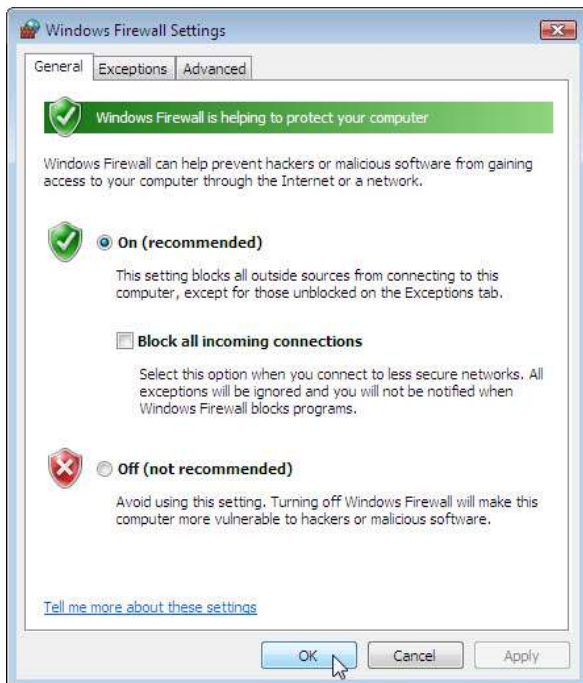 Windows Firewall Settings
General Exceptions Advanced
Windows Firewall is helping to protect your computer
Windows Firewall can help prevent hackers or malicious software from gaining
access to your computer through the Internet or a network.
On (recommended)
This setting blocks all outside sources from connecting to this
computer, except for those unblocked on the Exceptions tab.
Block all incoming connections
Select this option when you connect to less secure networks. All
exceptions will be ignored and you will not be notified when
Windows Firewall blocks programs.
Off (not recommended)
Avoid using this setting. Turning off Windows Firewall will make this
computer more vulnerable to hackers or malicious software.
Tell me more about these settings
OK Cancel Apply